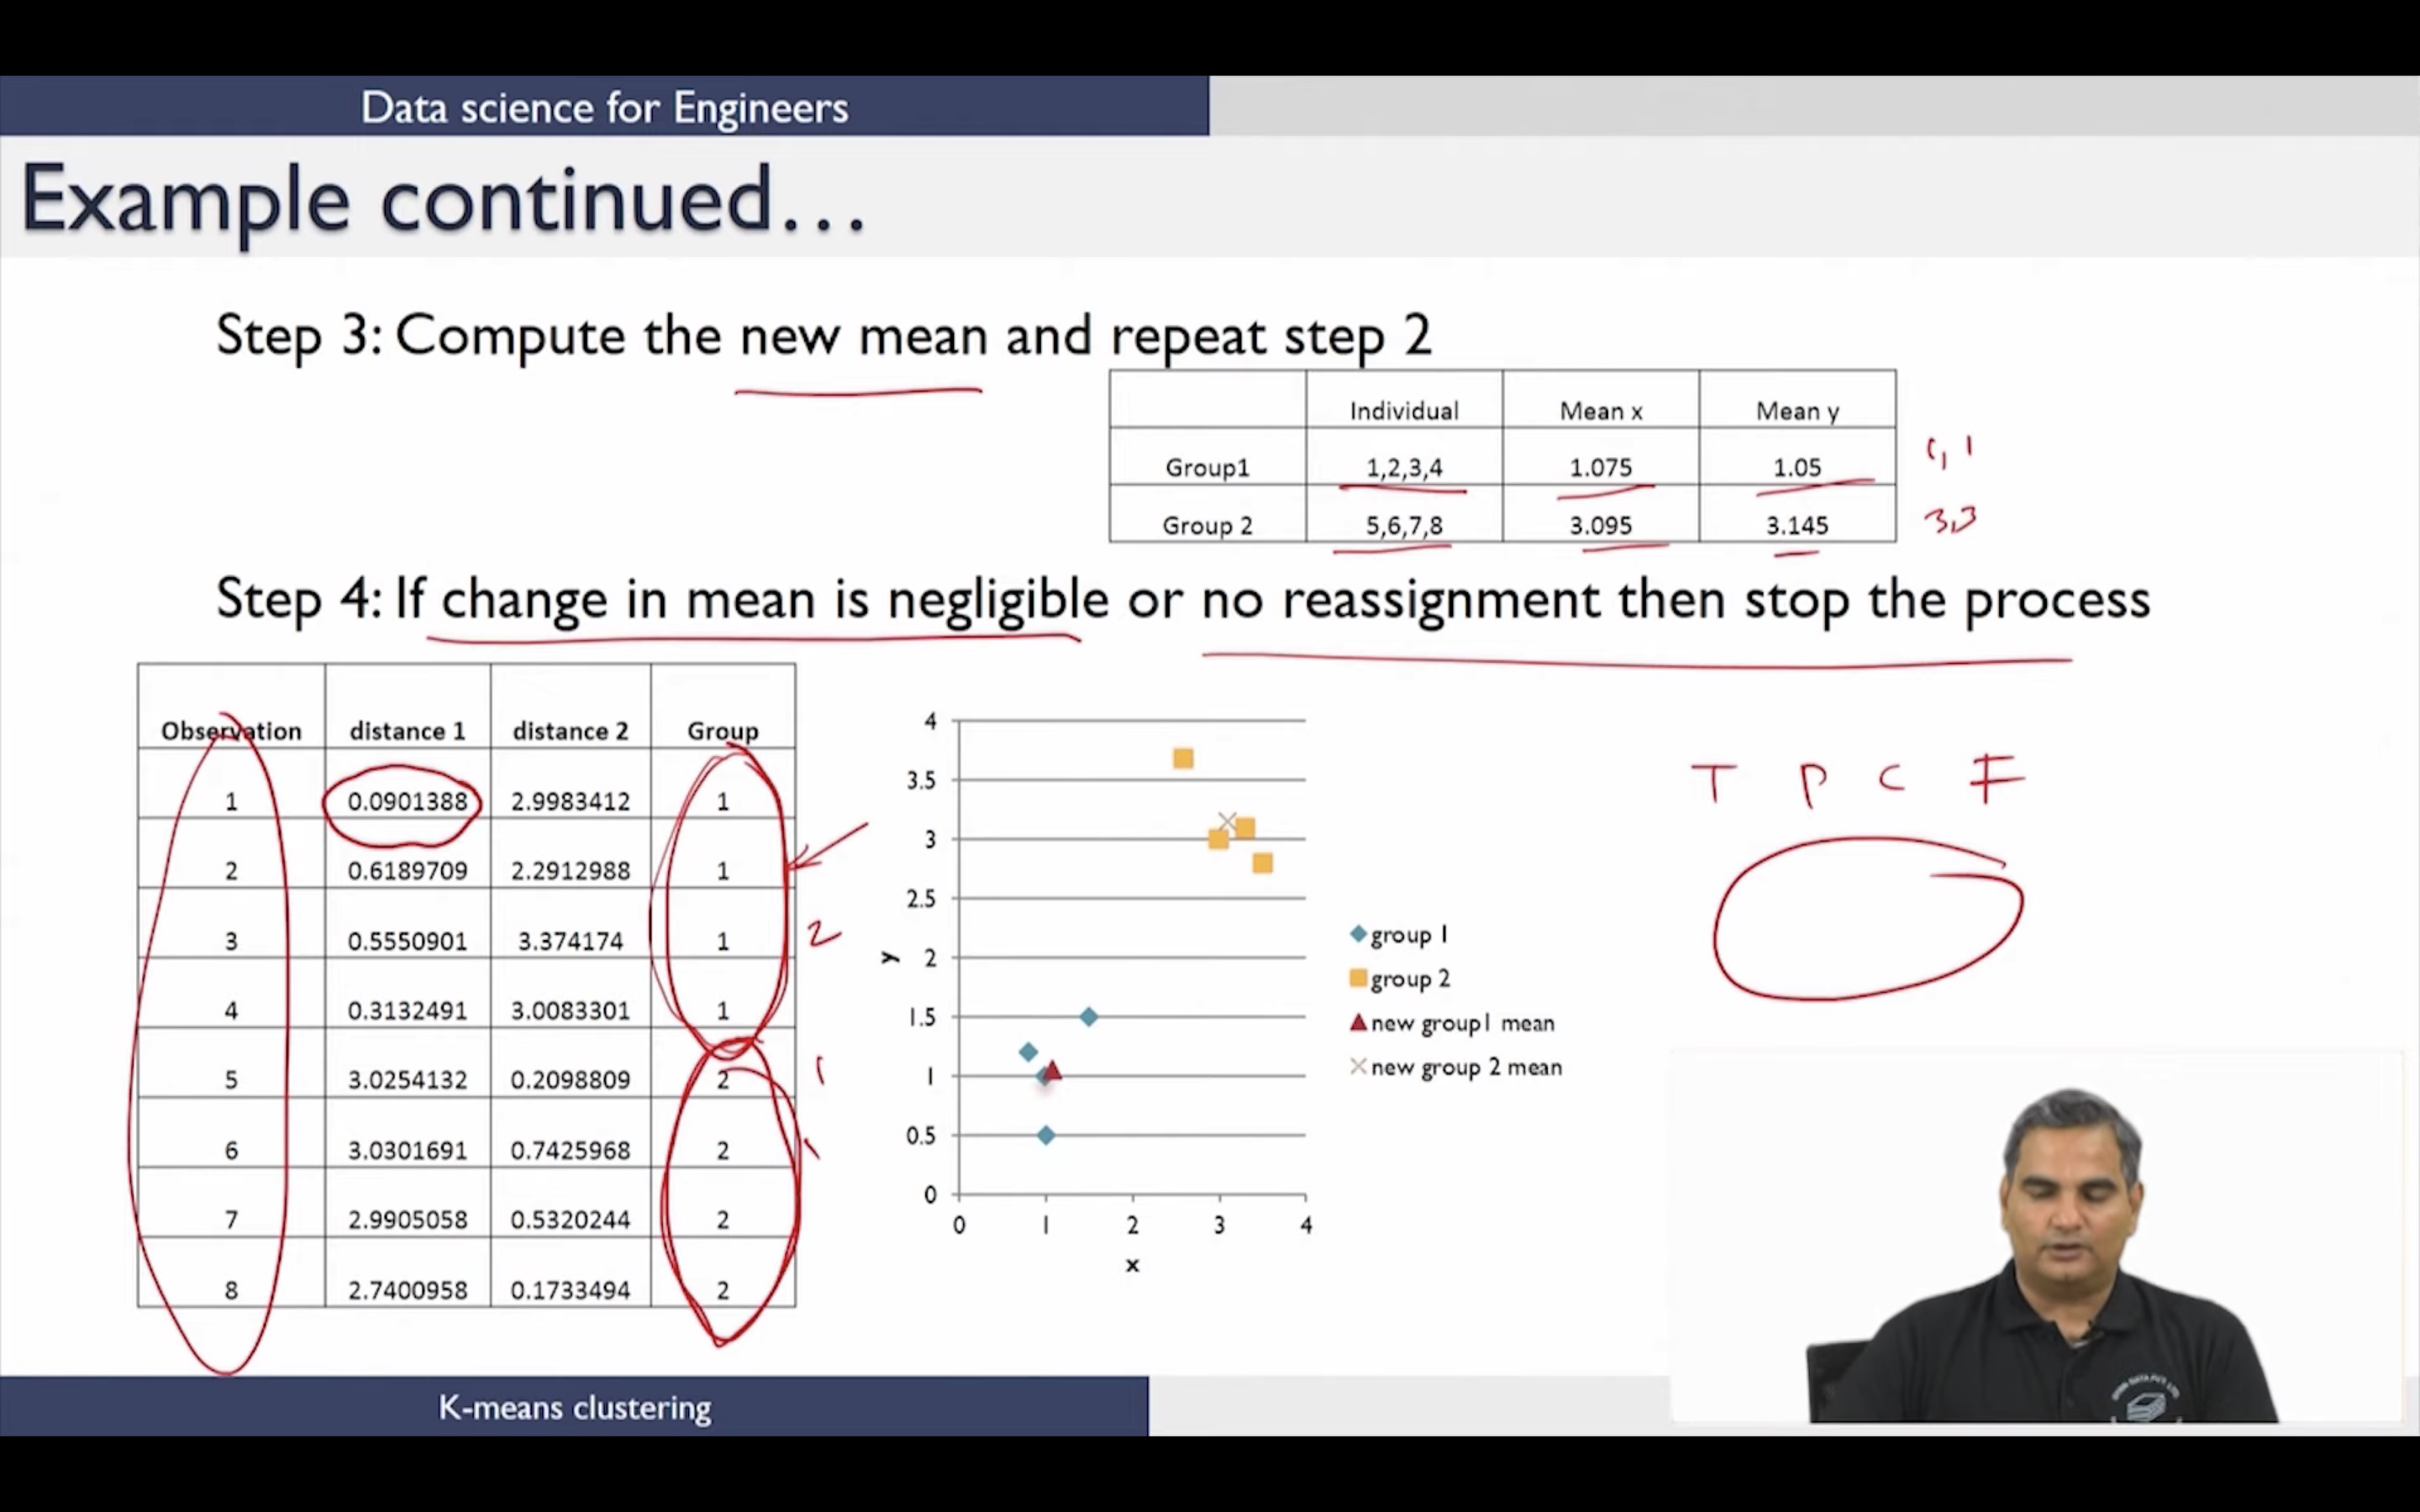 Data science for Engineers
Example continued...
Step 3: Compute the new mean and repeat step 2
Individual Mean x Mean y
Group1 1,2,3,4 1.075 1.05 1, 1
Group 2 5,6,7,8 3.095 3.145 3,3
Step 4: If change in mean is negligible or no reassignment then stop the process
Observation distance 1 distance 2 Group
1 0.0901388 2.9983412 1
2 0.6189709 2.2912988 1
3 0.5550901 3.374174 1 2
4 0.3132491 3.0083301 1
5 3.0254132 0.2098809 2 1
6 3.0301691 0.7425968 2 1
7 2.9905058 0.5320244 2
8 2.7400958 0.1733494 2
4
3.5
3
2.5
2
1.5
1
0.5
0
y
0 1 2 3 4
x
group 1
group 2
new group1 mean
new group 2 mean
T P C F
K-means clustering